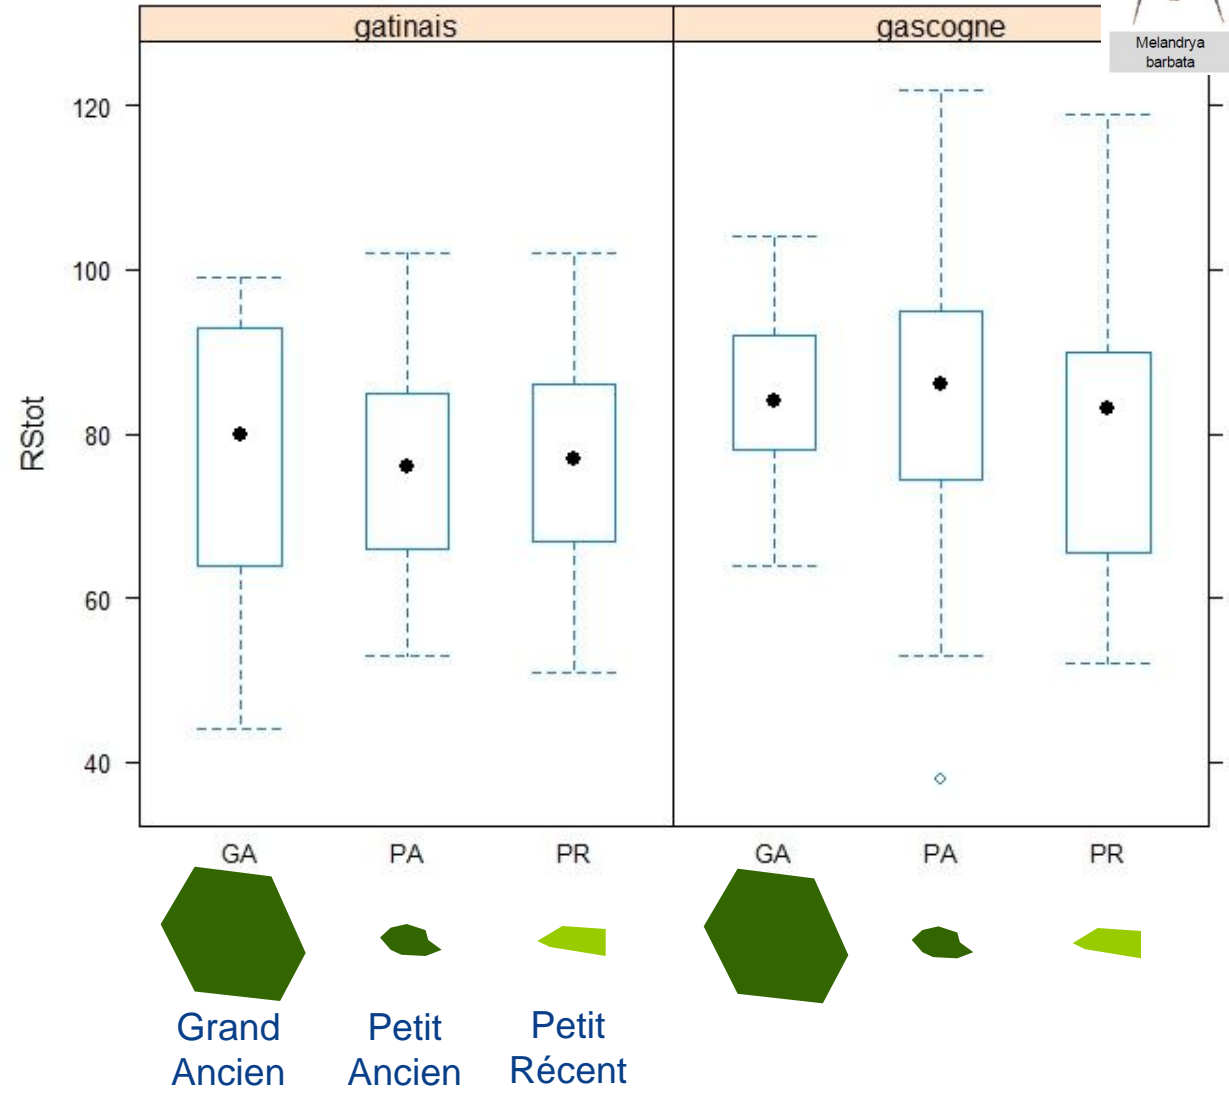 gatinais
gascogne
Melandrya
barbata
120
100
80
60
40
RStot
GA
PA
PR
GA
PA
PR
Grand
Ancien
Petit
Ancien
Petit
Récent